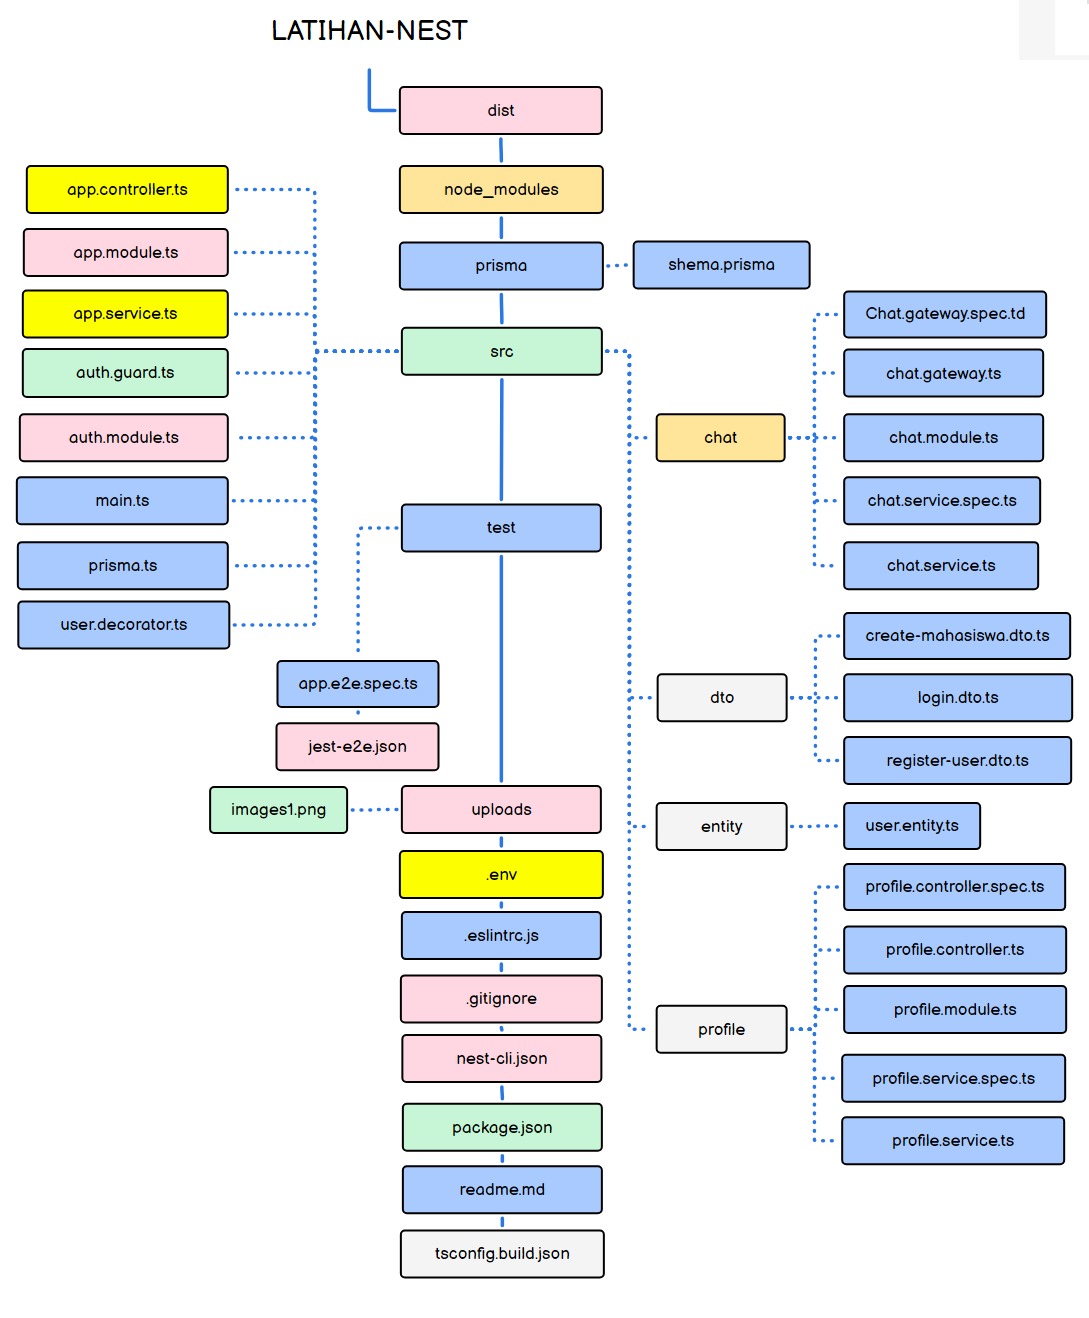 LATIHAN-NEST
dist
node_modules
prisma
shema.prisma
src
app.controller.ts
app.module.ts
app.service.ts
auth.guard.ts
auth.module.ts
main.ts
prisma.ts
user.decorator.ts
chat
Chat.gateway.spec.td
chat.gateway.ts
chat.module.ts
chat.service.spec.ts
chat.service.ts
dto
create-mahasiswa.dto.ts
login.dto.ts
register-user.dto.ts
entity
user.entity.ts
profile
profile.controller.spec.ts
profile.controller.ts
profile.module.ts
profile.service.spec.ts
profile.service.ts
test
app.e2e.spec.ts
jest-e2e.json
uploads
images1.png
.env
.eslintrc.js
.gitignore
nest-cli.json
package.json
readme.md
tsconfig.build.json